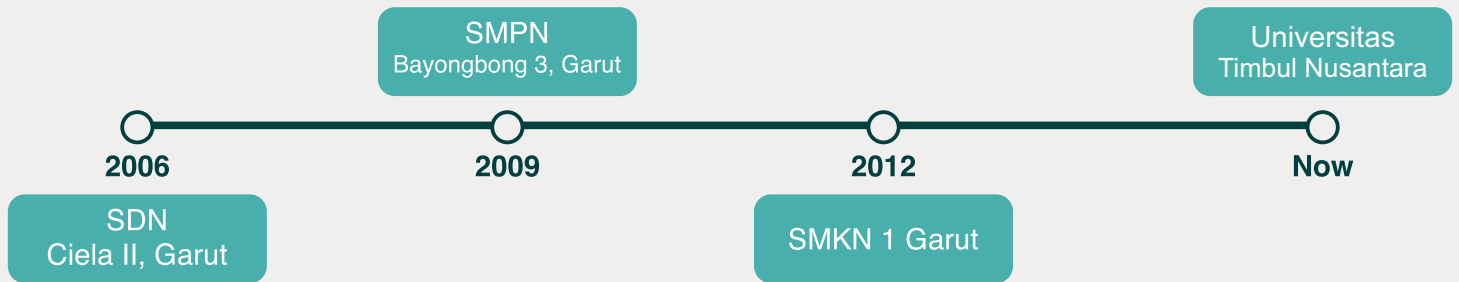 SMPN
Bayongbong 3, Garut
Universitas
Timbul Nusantara
2006
2009
2012
Now
SDN
Ciela II, Garut
SMKN 1 Garut